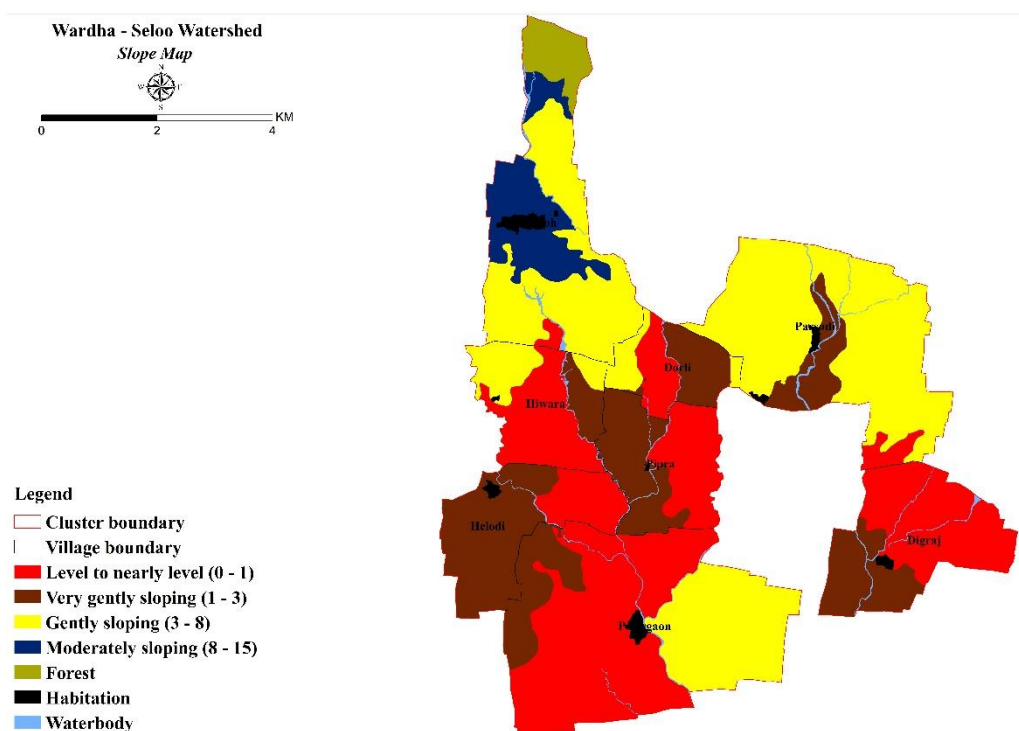 Wardha - Seloo Watershed
Slope Map
N
W E
S
KM
0 2 4
Parsodi
Dorli
Hiwara
Pipra
Helodi
Digraj
Legend
Cluster boundary
Village boundary
Level to nearly level (0 - 1)
Very gently sloping (1 - 3)
Gently sloping (3 - 8)
Moderately sloping (8 - 15)
Forest
Habitation
Waterbody